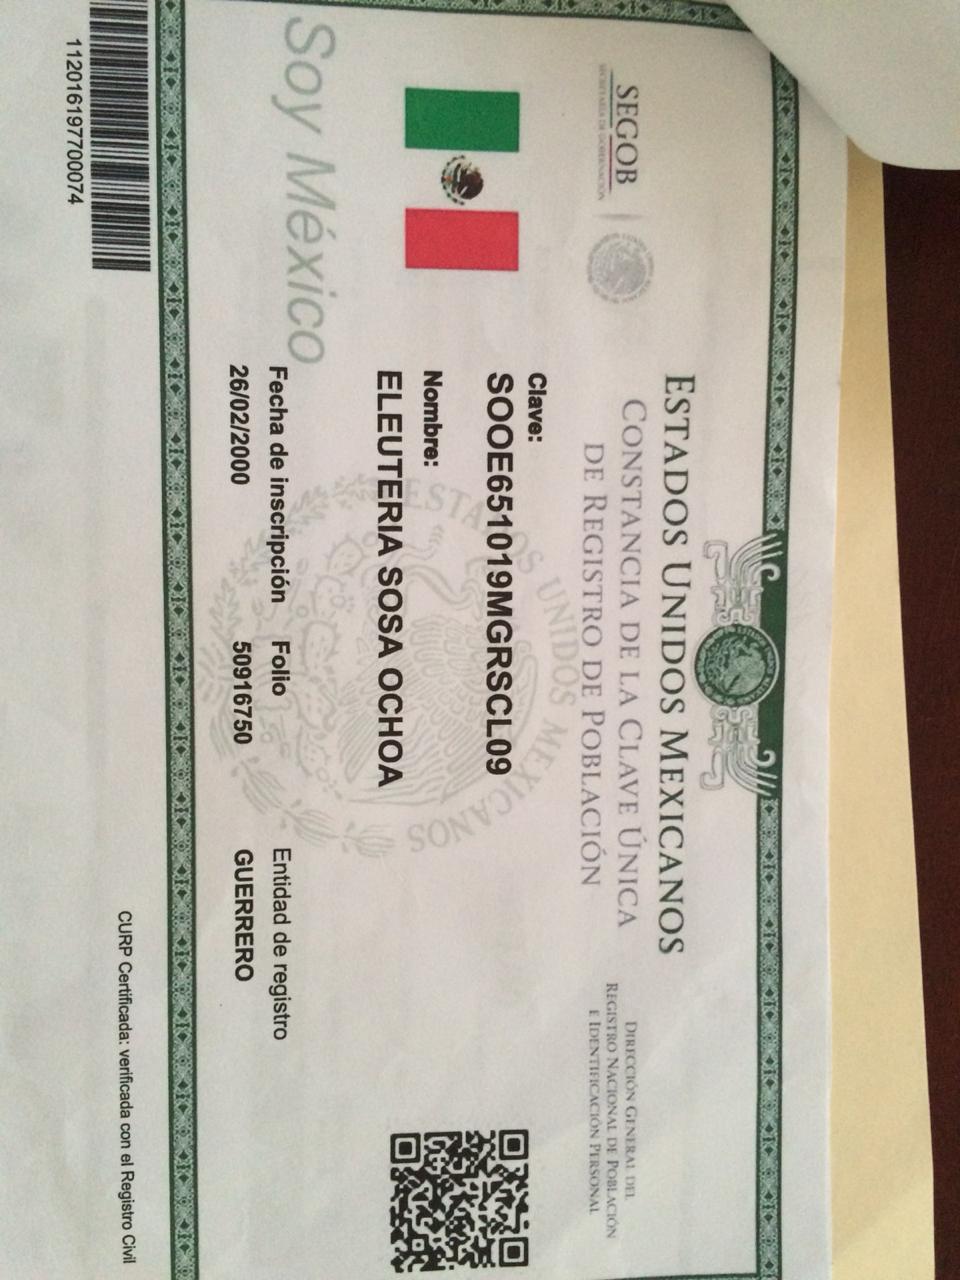 ESTADOS UNIDOS MEXICANOS
CONSTANCIA DE LA CLAVE ÚNICA
DE REGISTRO DE POBLACIÓN
SEGOB
SECRETARÍA DE GOBERNACIÓN
DIRECCIÓN GENERAL DEL
REGISTRO NACIONAL DE POBLACIÓN
E IDENTIFICACIÓN PERSONAL
ESTADOS UNIDOS MEXICANOS
Clave:
SOOE651019MGRSCL09
Nombre:
ELEUTERIA SOSA OCHOA
Soy México
Fecha de inscripción Folio Entidad de registro
26/02/2000 50916750 GUERRERO
CURP Certificada: verificada con el Registro Civil
112016197700074